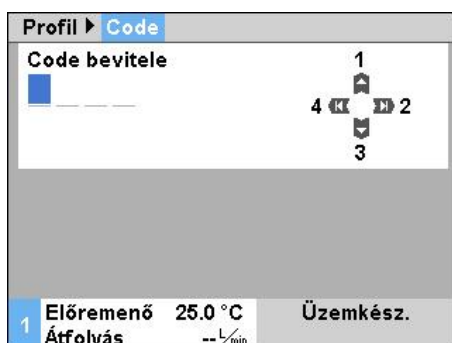 Profil Code
Code bevitele
1
4 2
3
1 Előremenő 25.0 °C Üzemkész.
Átfolyás -- L/min